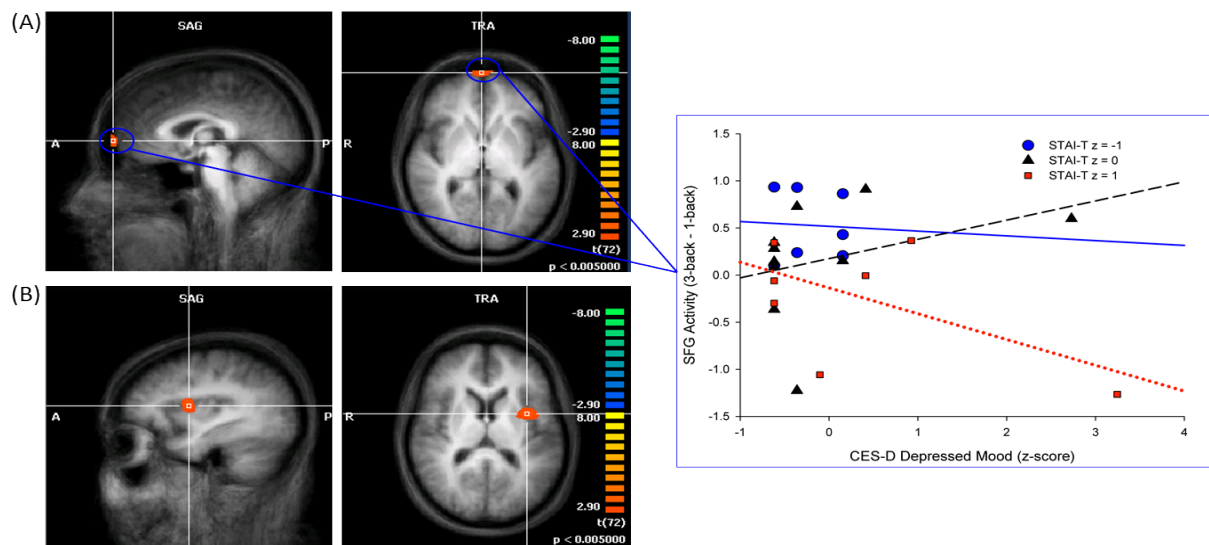 (A)
SAG
A
P
TRA
R
-8.00
-2.90
8.00
2.90
t(72)
p < 0.005000
(B)
SAG
A
P
TRA
R
-8.00
-2.90
8.00
2.90
t(72)
p < 0.005000
SFG Activity (3-back - 1-back)
1.5
1.0
0.5
0.0
-0.5
-1.0
-1.5
STAI-T z = -1
STAI-T z = 0
STAI-T z = 1
-1 0 1 2 3 4
CES-D Depressed Mood (z-score)